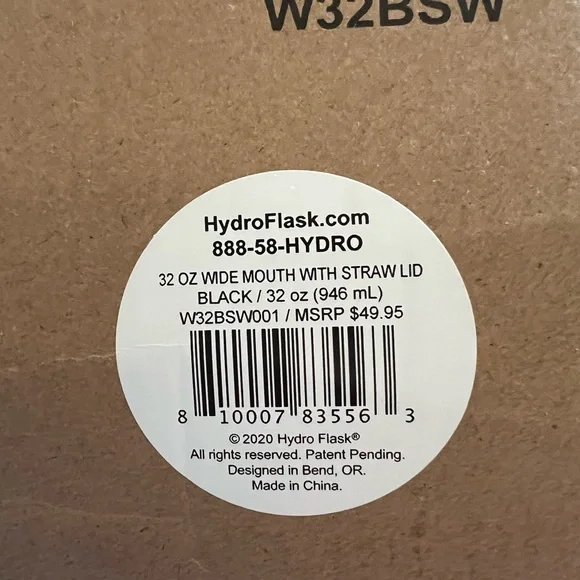 W32BSW
HydroFlask.com
888-58-HYDRO
32 OZ WIDE MOUTH WITH STRAW LID
BLACK / 32 oz (946 mL)
W32BSW001 / MSRP $49.95
8 10007 83556 3
© 2020 Hydro Flask®
All rights reserved. Patent Pending.
Designed in Bend, OR.
Made in China.